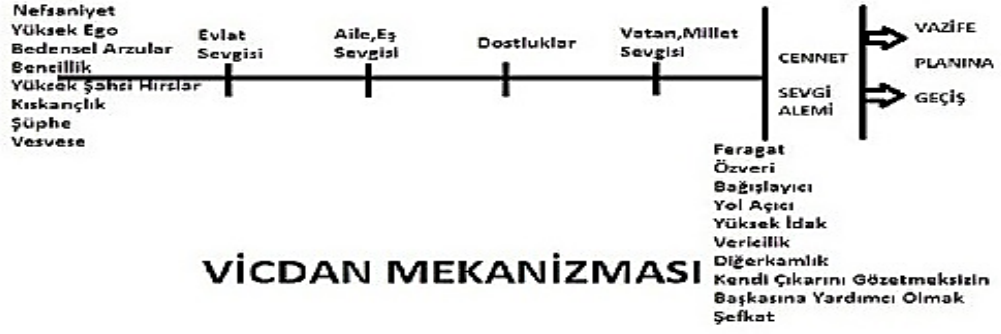 Nefsaniyet
Yüksek Ego
Bedensel Arzular
Bencillik
Yüksek Şahsi Hırslar
Kıskançlık
Şüphe
Vesvese
Evlat
Sevgisi
Aile,Eş
Sevgisi
Dostluklar
Vatan,Millet
Sevgisi
CENNET
SEVGİ
ALEMİ
VAZİFE
PLANINA
GEÇİŞ
Feragat
Özveri
Bağışlayıcı
Yol Açıcı
Yüksek İdak
Vericilik
Diğerkamlık
Kendi Çıkarını Gözetmeksizin
Başkasına Yardımcı Olmak
Şefkat
VİCDAN MEKANİZMASI